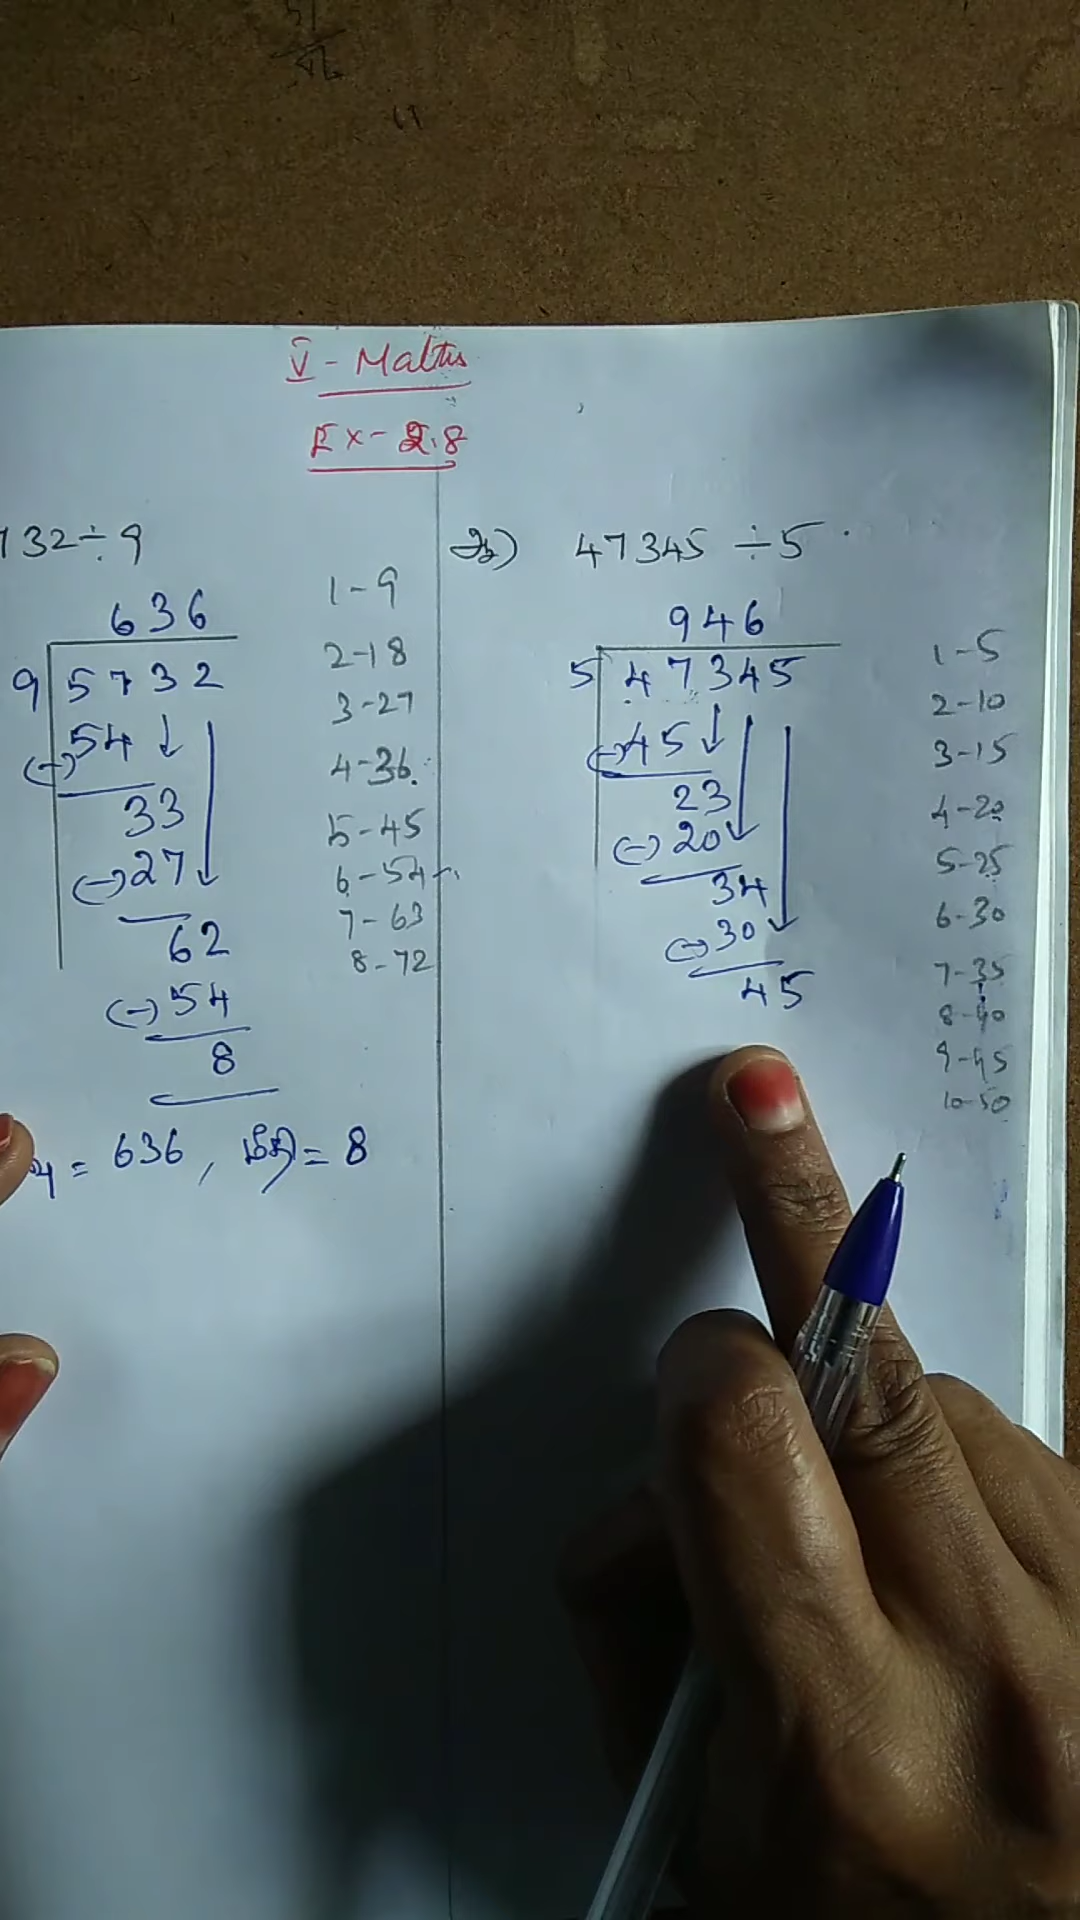 V - Maths
Ex - 2.8
732 ÷ 9
636
9 5732
(-) 54
33
(-) 27
62
(-) 54
8
= 636 , மீதி = 8
1 - 9
2 - 18
3 - 27
4 - 36
5 - 45
6 - 54
7 - 63
8 - 72
47345 ÷ 5
946
5 47345
(-) 45
23
(-) 20
34
(-) 30
45
1 - 5
2 - 10
3 - 15
4 - 20
5 - 25
6 - 30
7 - 35
8 - 40
9 - 45
10 - 50